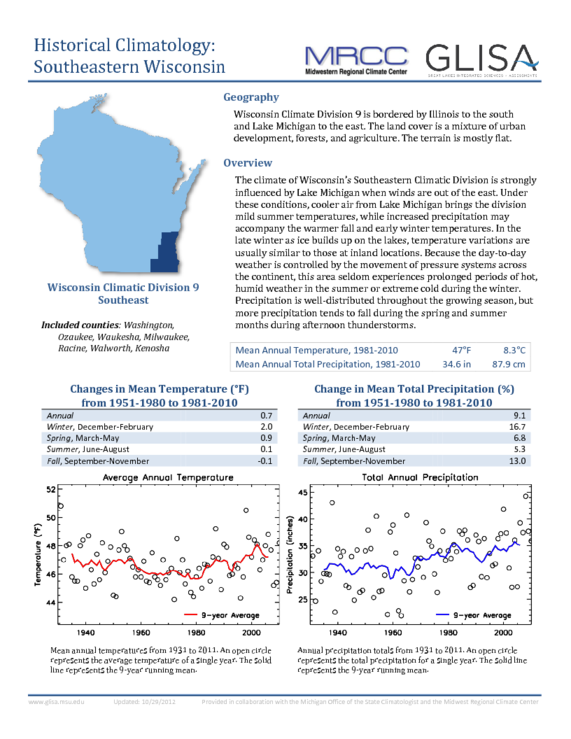 Historical Climatology:
Southeastern Wisconsin
MRCC
Midwestern Regional Climate Center
GLISA
GREAT LAKES INTEGRATED SCIENCES + ASSESSMENTS
Geography
Wisconsin Climate Division 9 is bordered by Illinois to the south
and Lake Michigan to the east. The land cover is a mixture of urban
development, forests, and agriculture. The terrain is mostly flat.
Overview
The climate of Wisconsin's Southeastern Climatic Division is strongly
influenced by Lake Michigan when winds are out of the east. Under
these conditions, cooler air from Lake Michigan brings the division
mild summer temperatures, while increased precipitation may
accompany the warmer fall and early winter temperatures. In the
late winter as ice builds up on the lakes, temperature variations are
usually similar to those at inland locations. Because the day-to-day
weather is controlled by the movement of pressure systems across
the continent, this area seldom experiences prolonged periods of hot,
humid weather in the summer or extreme cold during the winter.
Precipitation is well-distributed throughout the growing season, but
more precipitation tends to fall during the spring and summer
months during afternoon thunderstorms.
Wisconsin Climatic Division 9
Southeast
Included counties: Washington,
Ozaukee, Waukesha, Milwaukee,
Racine, Walworth, Kenosha
Mean Annual Temperature, 1981-2010 47°F 8.3°C
Mean Annual Total Precipitation, 1981-2010 34.6 in 87.9 cm
Changes in Mean Temperature (°F)
from 1951-1980 to 1981-2010
Annual 0.7
Winter, December-February 2.0
Spring, March-May 0.9
Summer, June-August 0.1
Fall, September-November -0.1
Change in Mean Total Precipitation (%)
from 1951-1980 to 1981-2010
Annual 9.1
Winter, December-February 16.7
Spring, March-May 6.8
Summer, June-August 5.3
Fall, September-November 13.0
Average Annual Temperature
Temperature (°F)
52
50
48
46
44
9-year Average
1940 1960 1980 2000
Total Annual Precipitation
Precipitation (inches)
45
40
35
30
25
9-year Average
1940 1960 1980 2000
Mean annual temperatures from 1931 to 2011. An open circle
represents the average temperature of a single year. The solid
line represents the 9-year running mean.
Annual precipitation totals from 1931 to 2011. An open circle
represents the total precipitation for a single year. The solid line
represents the 9-year running mean.
www.glisa.msu.edu Updated: 10/29/2012 Provided in collaboration with the Michigan Office of the State Climatologist and the Midwest Regional Climate Center